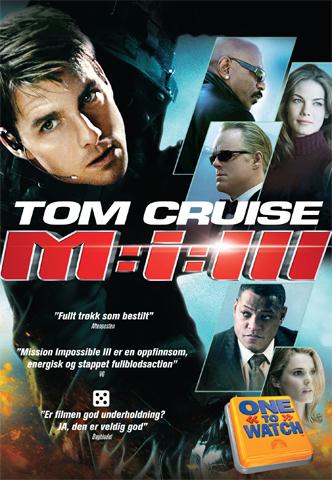 TOM CRUISE
M:i:III
"Fullt trøkk som bestilt"
Aftenposten
"Mission Impossible III er en oppfinnsom,
energisk og stappet fullblodsaction"
VG
"Er filmen god underholdning?
JA, den er veldig god"
Dagbladet
ONE
TO
WATCH